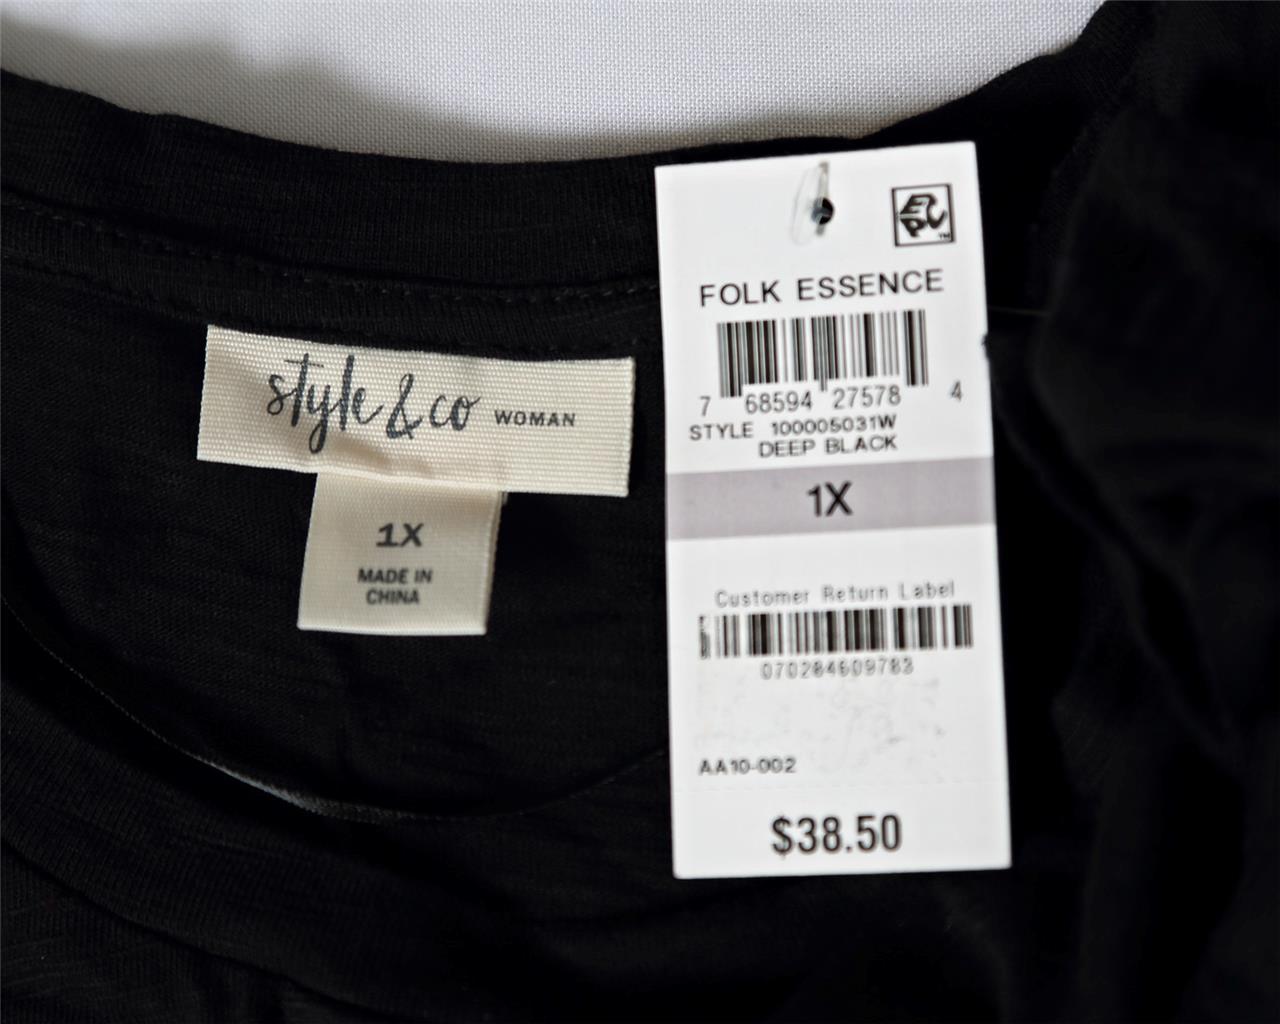 style & co WOMAN
1X
MADE IN
CHINA
EPC™
FOLK ESSENCE
7 68594 27578 4
STYLE 100005031W
DEEP BLACK
1X
Customer Return Label
070284609783
AA10-002
$38.50